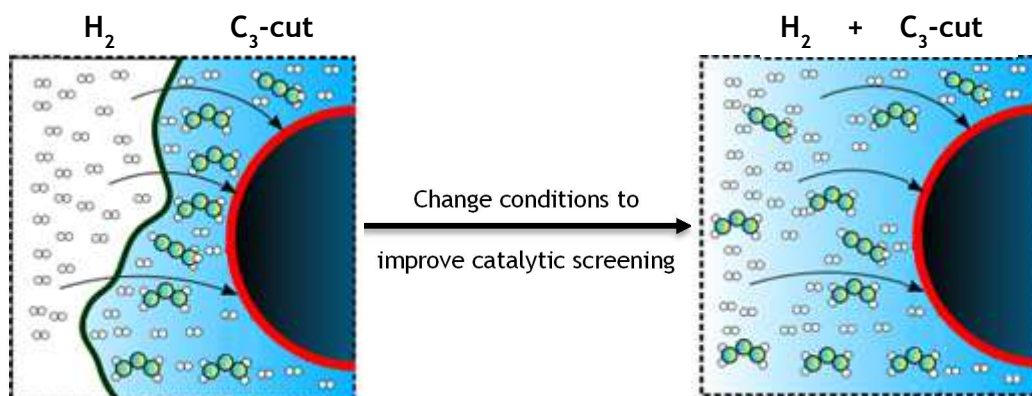 H₂ C₃-cut
H₂ + C₃-cut
Change conditions to
improve catalytic screening